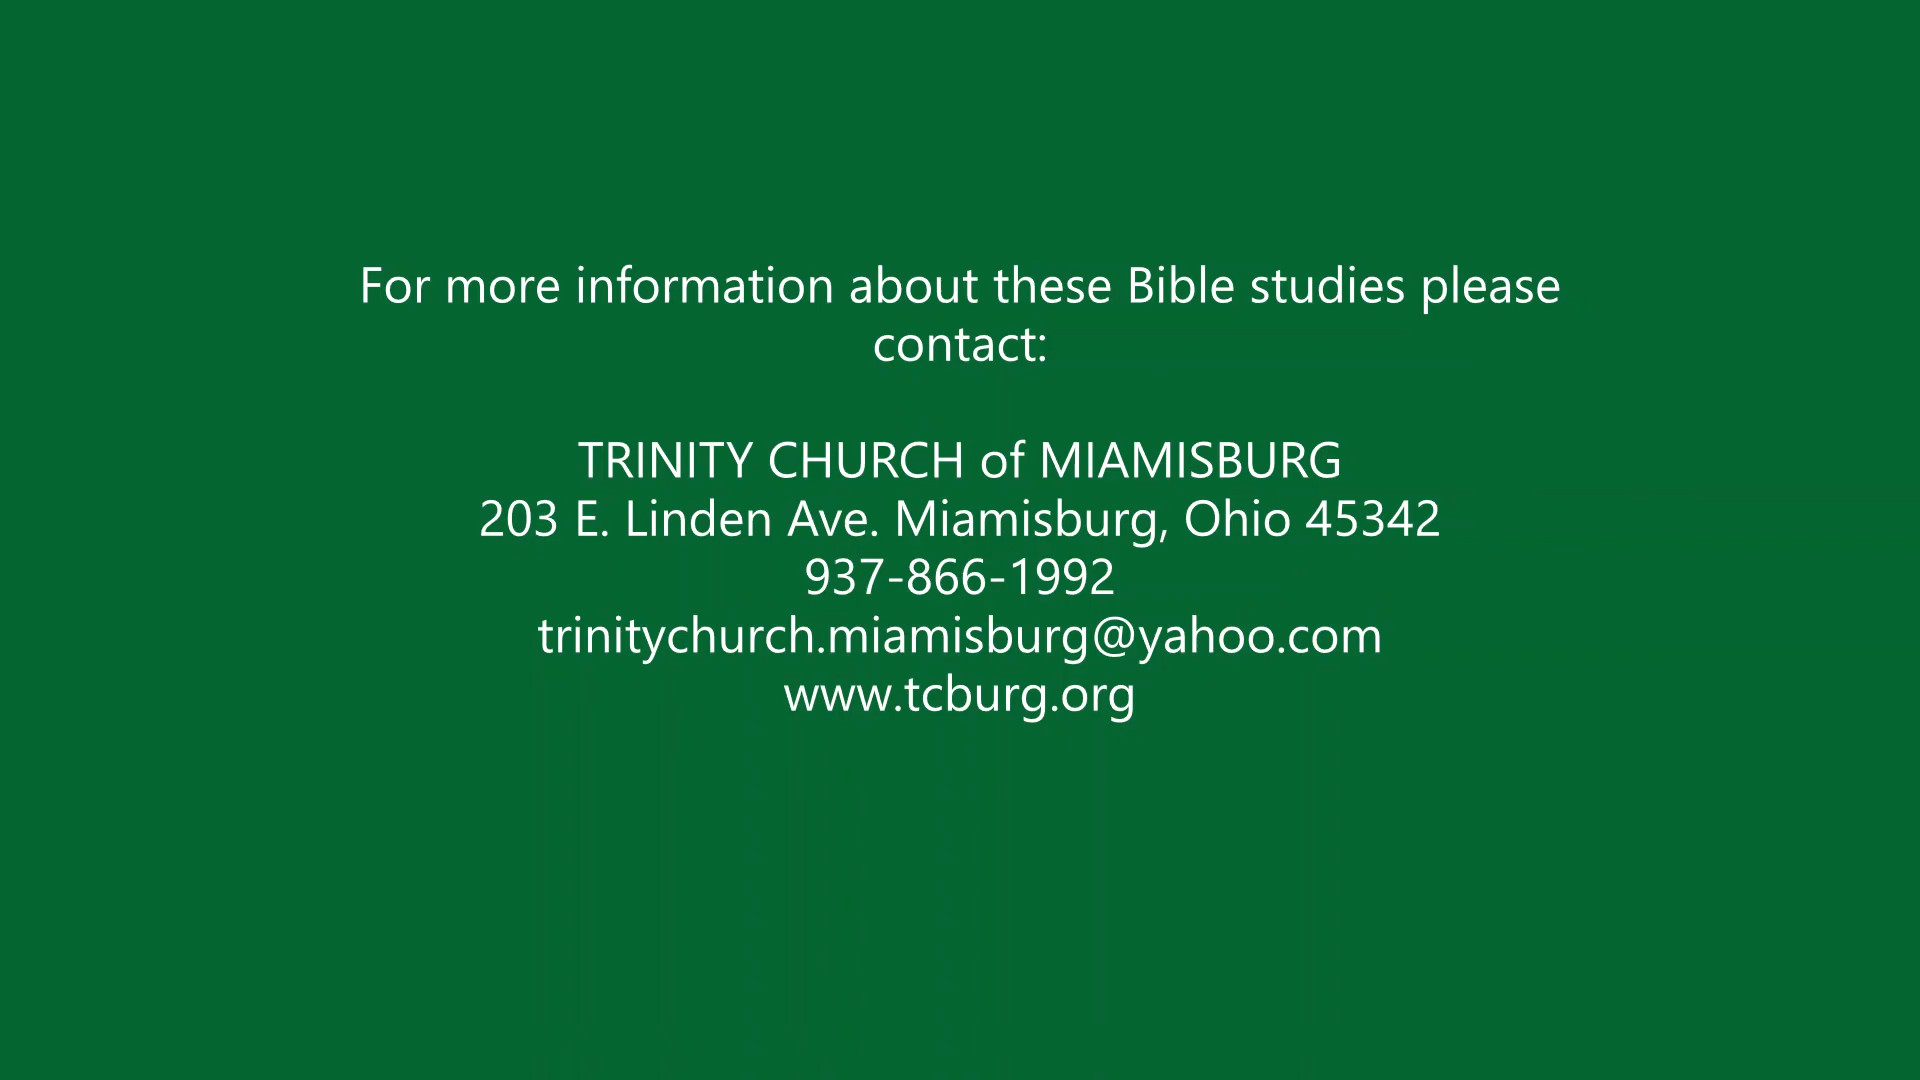 For more information about these Bible studies please
contact:
TRINITY CHURCH of MIAMISBURG
203 E. Linden Ave. Miamisburg, Ohio 45342
937-866-1992
trinitychurch.miamisburg@yahoo.com
www.tcburg.org